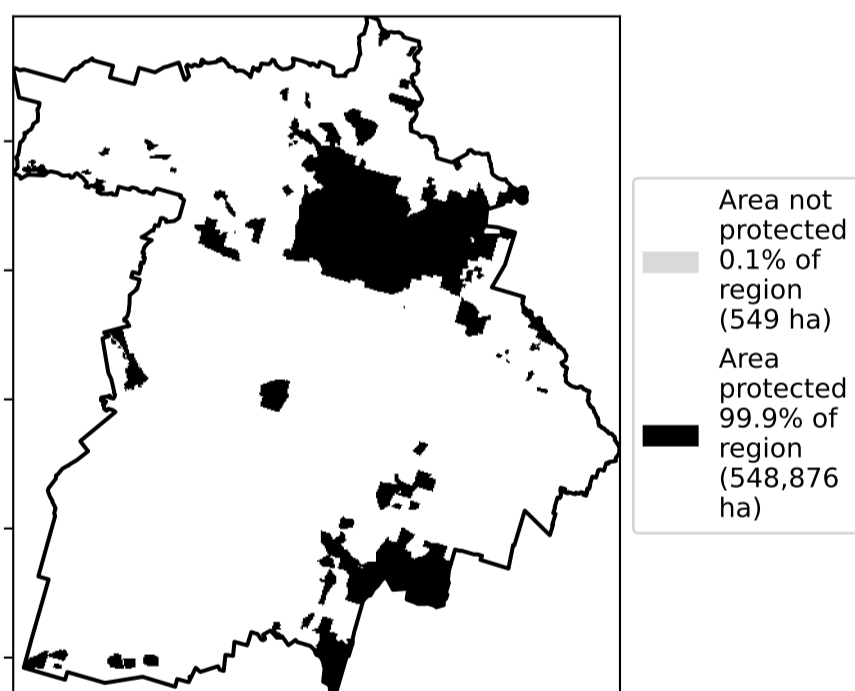 Area not
protected
0.1% of
region
(549 ha)
Area
protected
99.9% of
region
(548,876
ha)